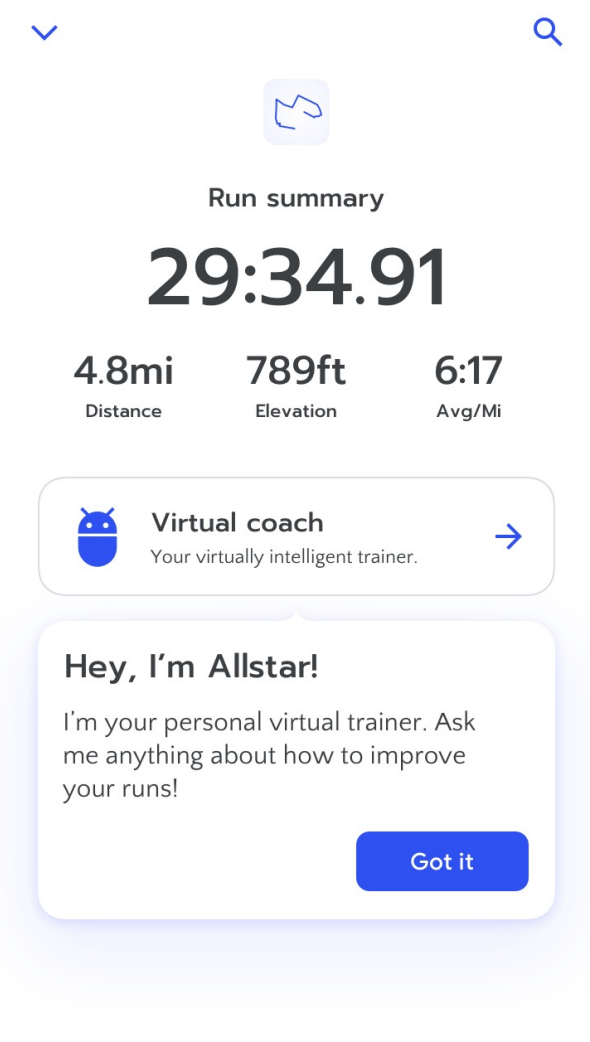 Run summary
29:34.91
4.8mi 789ft 6:17
Distance Elevation Avg/Mi
Virtual coach
Your virtually intelligent trainer.
Hey, I’m Allstar!
I’m your personal virtual trainer. Ask
me anything about how to improve
your runs!
Got it